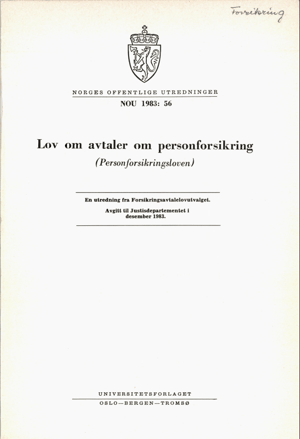 Forsikring
NORGES OFFENTLIGE UTREDNINGER
NOU 1983: 56
Lov om avtaler om personforsikring
(Personforsikringsloven)
En utredning fra Forsikringsavtalelovutvalget.
Avgitt til Justisdepartementet i
desember 1983.
UNIVERSITETSFORLAGET
OSLO—BERGEN—TROMSØ